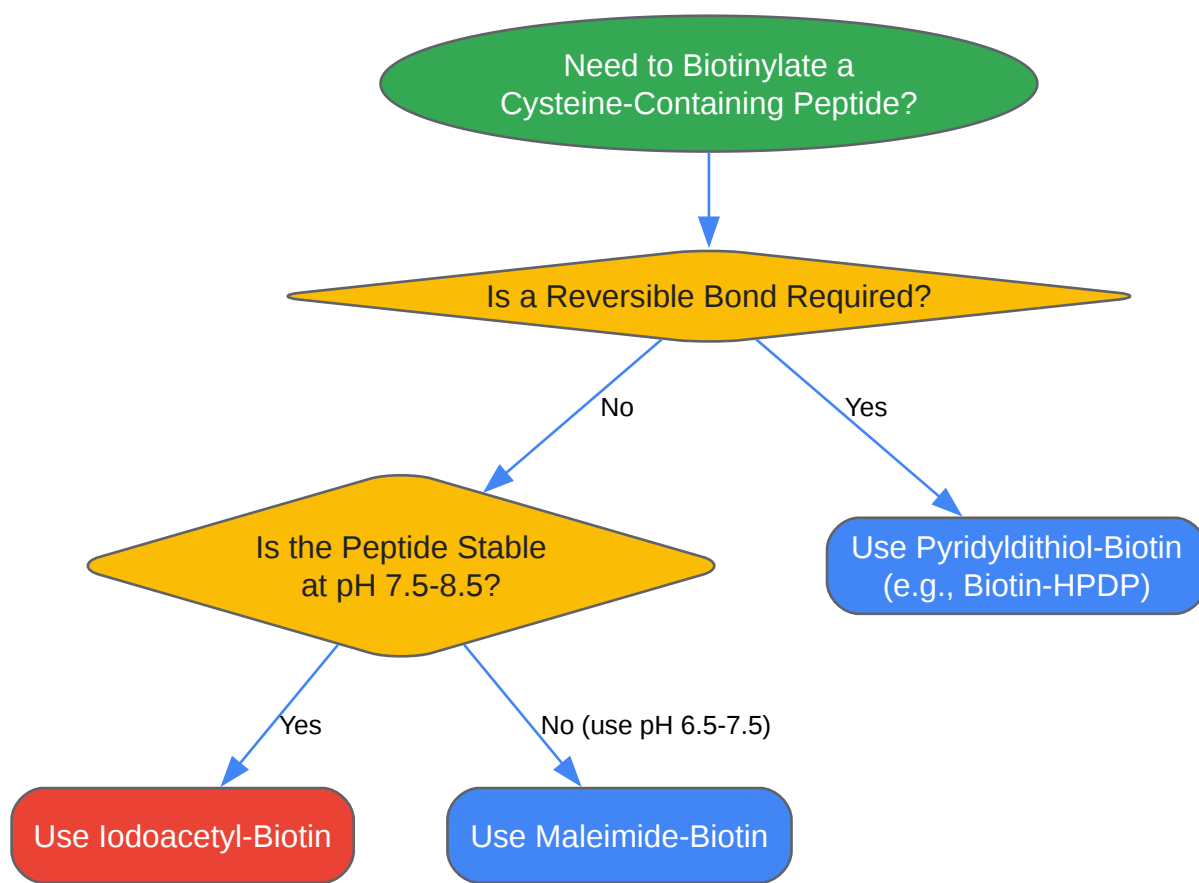 Need to Biotinylate a
Cysteine-Containing Peptide?
Is a Reversible Bond Required?
No
Yes
Is the Peptide Stable
at pH 7.5-8.5?
Use Pyridyldithiol-Biotin
(e.g., Biotin-HPDP)
Yes
No (use pH 6.5-7.5)
Use Iodoacetyl-Biotin
Use Maleimide-Biotin